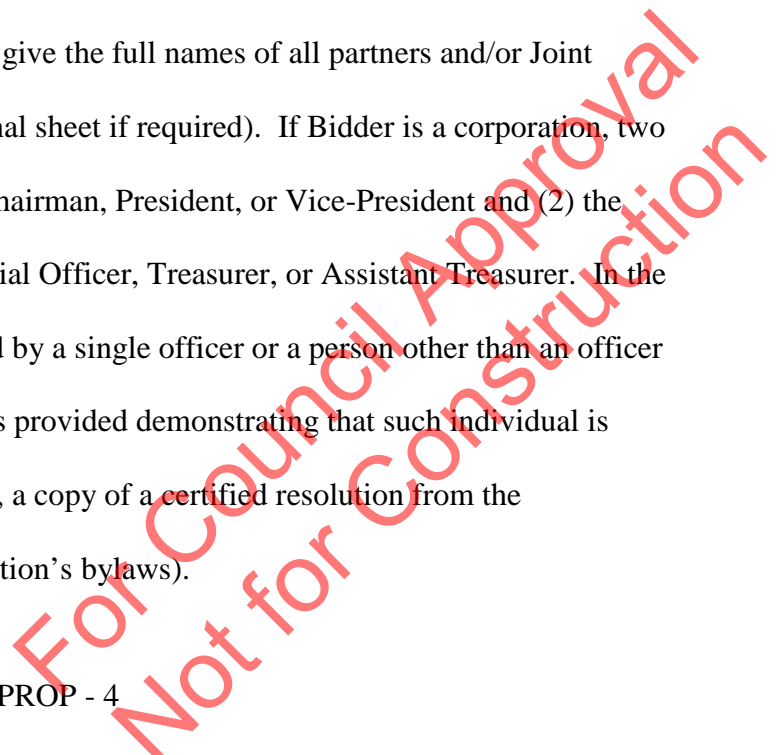 give the full names of all partners and/or Joint
nal sheet if required).  If Bidder is a corporation, two
hairman, President, or Vice-President and (2) the
ial Officer, Treasurer, or Assistant Treasurer.  In the
d by a single officer or a person other than an officer
s provided demonstrating that such individual is
, a copy of a certified resolution from the
tion’s bylaws).
PROP - 4
For Council Approval
Not for Construction